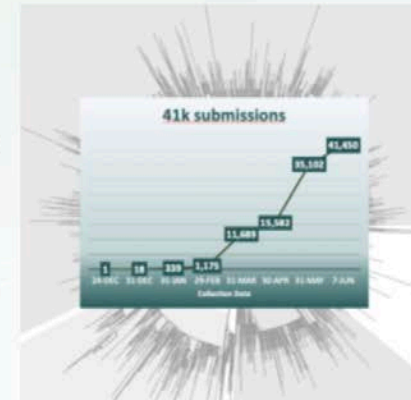 41k submissions
41,450
35,102
15,582
11,683
1,175
339
18
1
24-DEC 31-DEC 31-JAN 29-FEB 31-MAR 30-APR 31-MAY 7-JUN
Collection Date